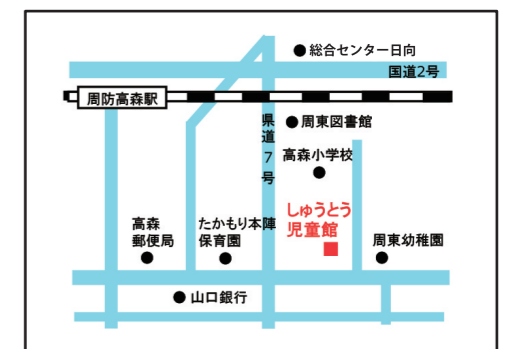 総合センター日向
国道2号
周防高森駅
県道7号
周東図書館
高森小学校
しゅうとう
児童館
高森
郵便局
たかもり本陣
保育園
周東幼稚園
山口銀行